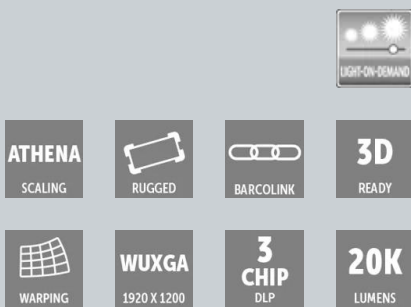 LIGHT-ON-DEMAND
ATHENA
SCALING
RUGGED
BARCOLINK
3D
READY
WARPING
WUXGA
1920 X 1200
3
CHIP
DLP
20K
LUMENS